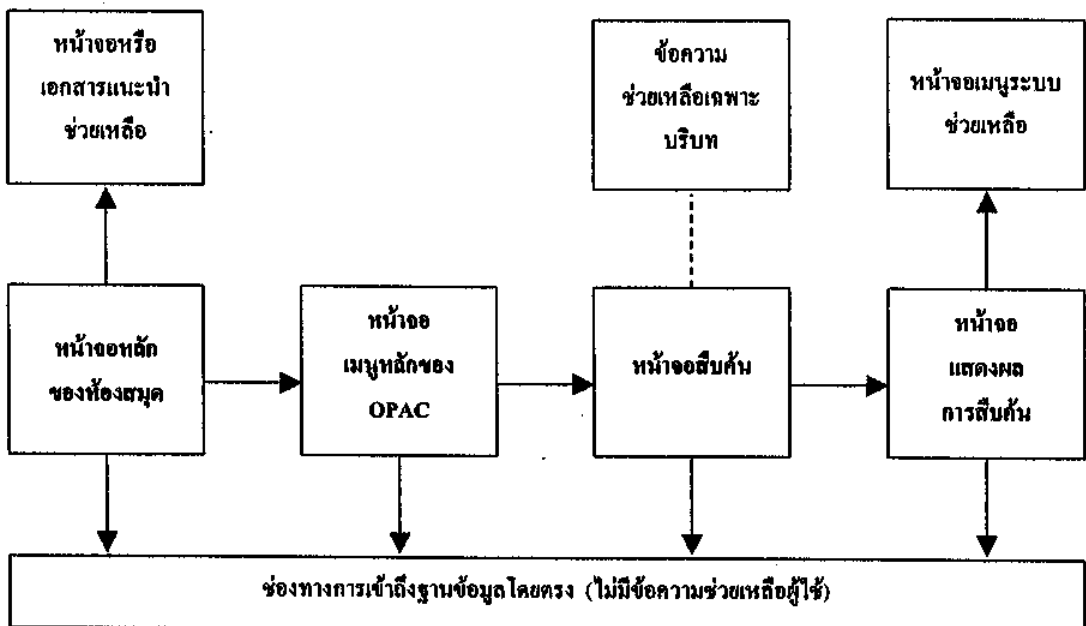 หน้าจอหรือ
เอกสารแนะนำ
ช่วยเหลือ
ข้อความ
ช่วยเหลือเฉพาะ
บริบท
หน้าจอเมนูระบบ
ช่วยเหลือ
หน้าจอหลัก
ของห้องสมุด
หน้าจอ
เมนูหลักของ
OPAC
หน้าจอสืบค้น
หน้าจอ
แสดงผล
การสืบค้น
ช่องทางการเข้าถึงฐานข้อมูลโดยตรง (ไม่มีข้อความช่วยเหลือผู้ใช้)